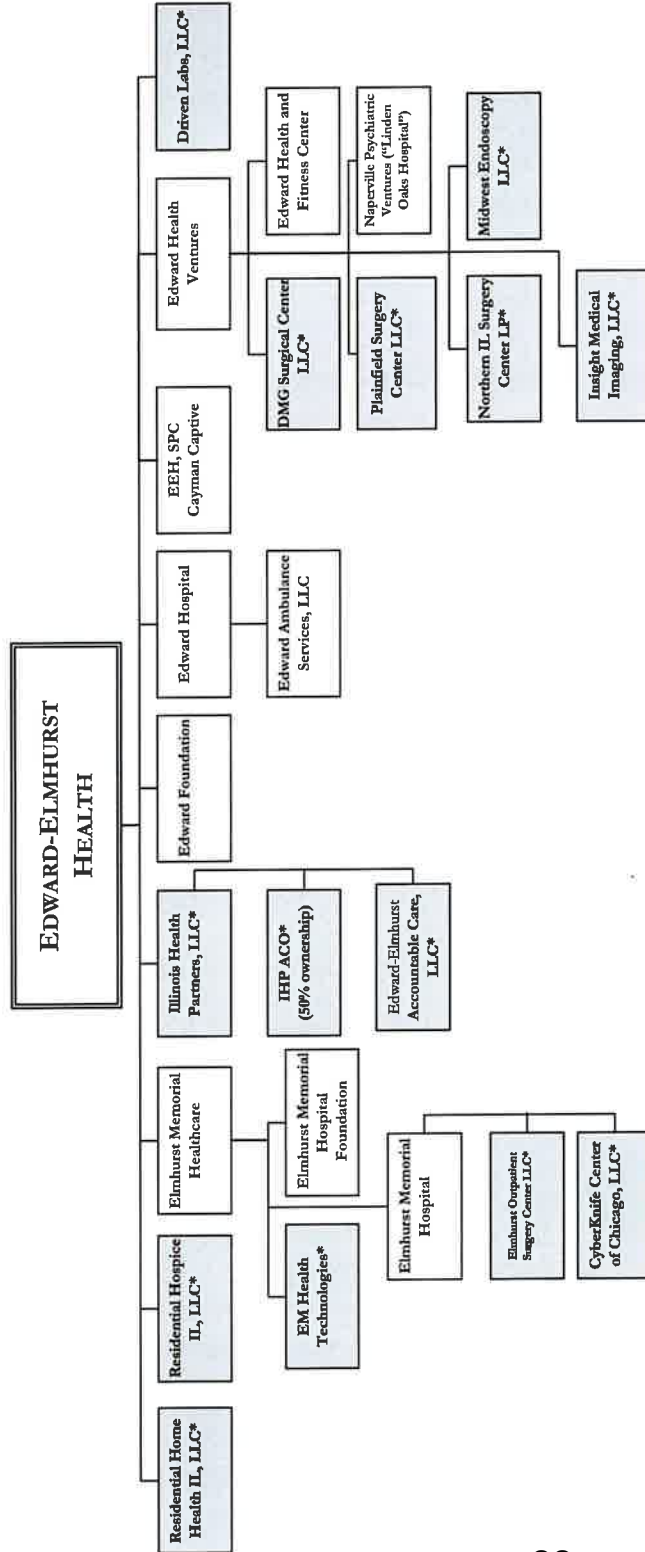 EDWARD-ELMHURST
HEALTH
Residential Home
Health IL, LLC*
Residential Hospice
IL, LLC*
Elmhurst Memorial
Healthcare
Illinois Health
Partners, LLC*
Edward Foundation
Edward Hospital
EEH, SPC
Cayman Captive
Edward Health
Ventures
Driven Labs, LLC*
EM Health
Technologies*
Elmhurst Memorial
Hospital
Foundation
Elmhurst Memorial
Hospital
Elmhurst Outpatient
Surgery Center LLC*
CyberKnife Center
of Chicago, LLC*
IHP ACO*
(50% ownership)
Edward-Elmhurst
Accountable Care,
LLC*
Edward Ambulance
Services, LLC
DMG Surgical Center
LLC*
Edward Health and
Fitness Center
Plainfield Surgery
Center LLC*
Naperville Psychiatric
Ventures ("Linden
Oaks Hospital")
Northern IL Surgery
Center LP*
Midwest Endoscopy
LLC*
Insight Medical
Imaging, LLC*